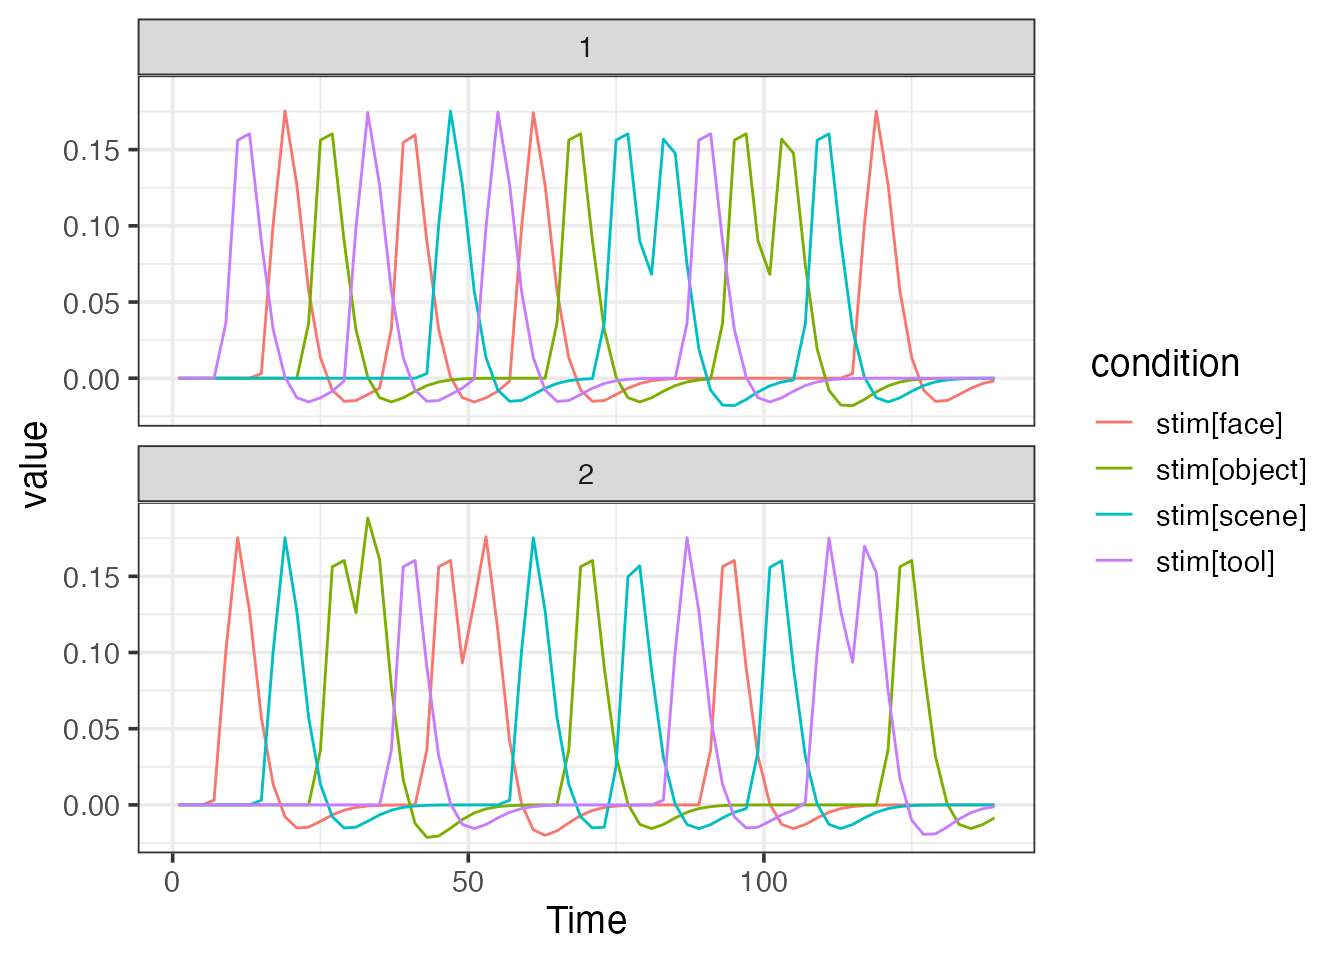 1
0.15
0.10
0.05
0.00
value
2
0.15
0.10
0.05
0.00
0 50 100
Time
condition
stim[face]
stim[object]
stim[scene]
stim[tool]